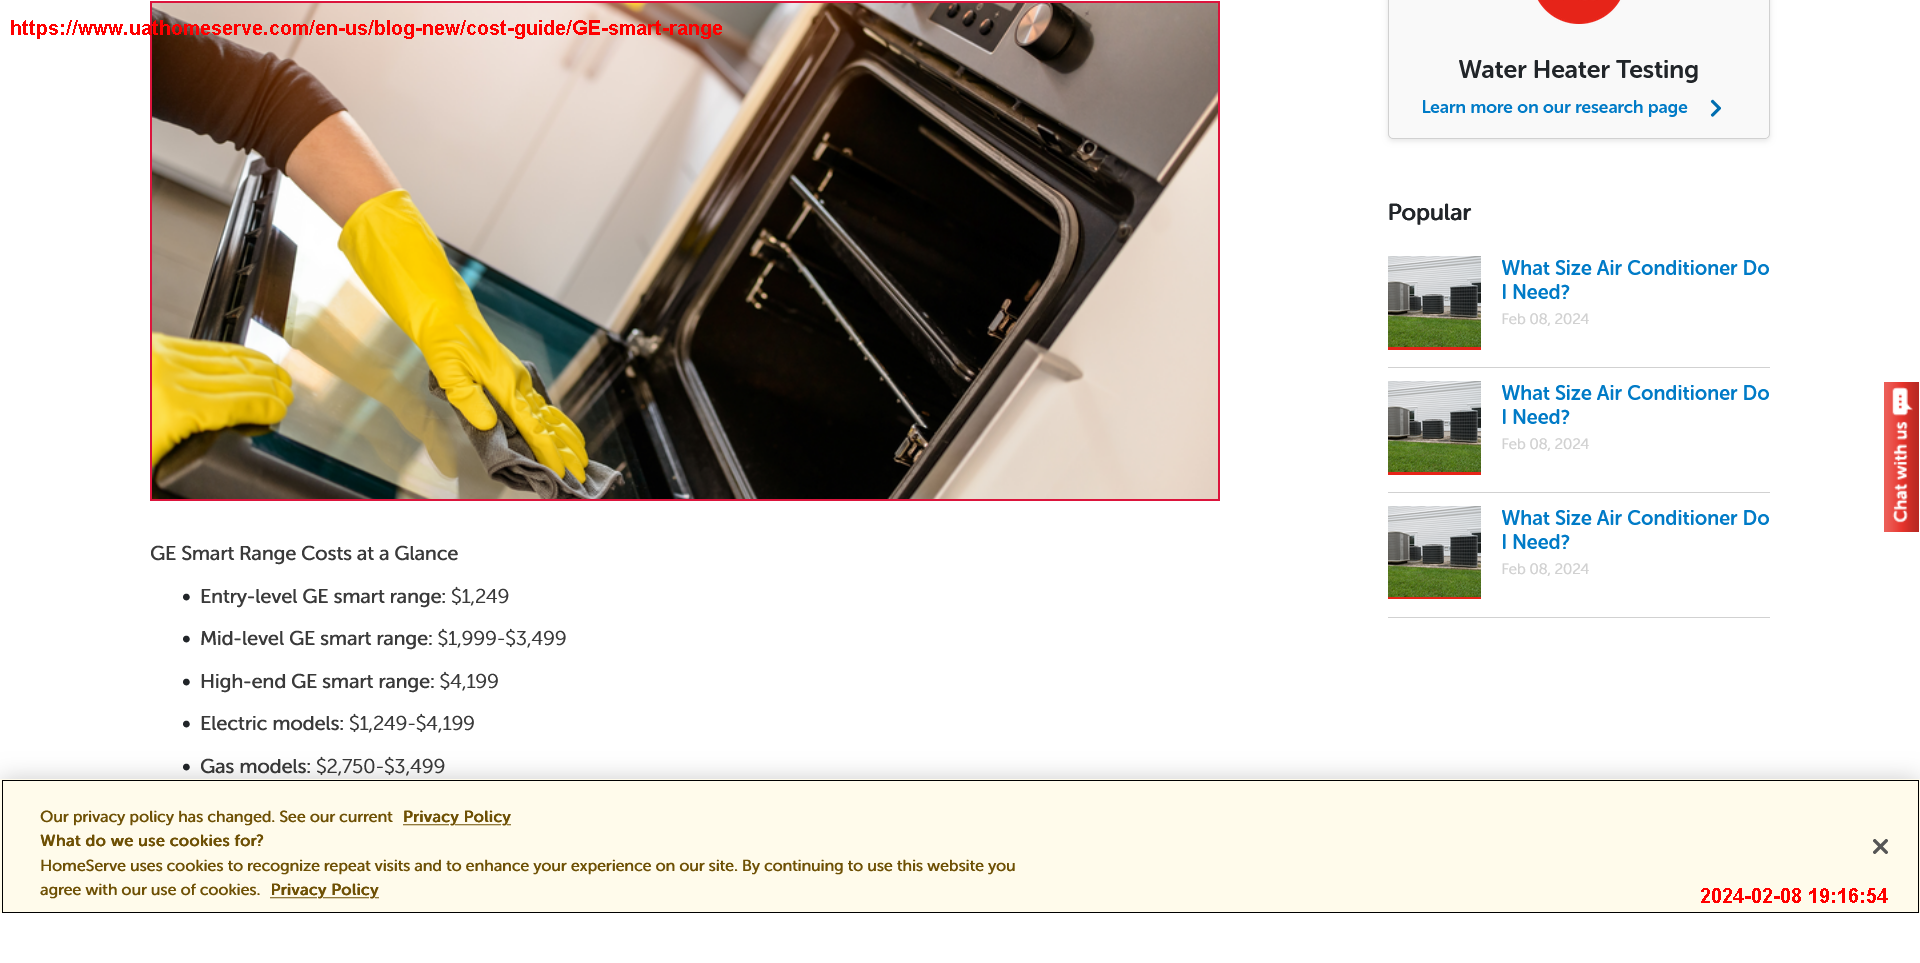 https://www.uathomeserve.com/en-us/blog-new/cost-guide/GE-smart-range
Water Heater Testing
Learn more on our research page
Popular
What Size Air Conditioner Do
I Need?
Feb 08, 2024
What Size Air Conditioner Do
I Need?
Feb 08, 2024
What Size Air Conditioner Do
I Need?
Feb 08, 2024
Chat with us
GE Smart Range Costs at a Glance
Entry-level GE smart range: $1,249
Mid-level GE smart range: $1,999-$3,499
High-end GE smart range: $4,199
Electric models: $1,249-$4,199
Gas models: $2,750-$3,499
Our privacy policy has changed. See our current Privacy Policy
What do we use cookies for?
HomeServe uses cookies to recognize repeat visits and to enhance your experience on our site. By continuing to use this website you
agree with our use of cookies. Privacy Policy
2024-02-08 19:16:54